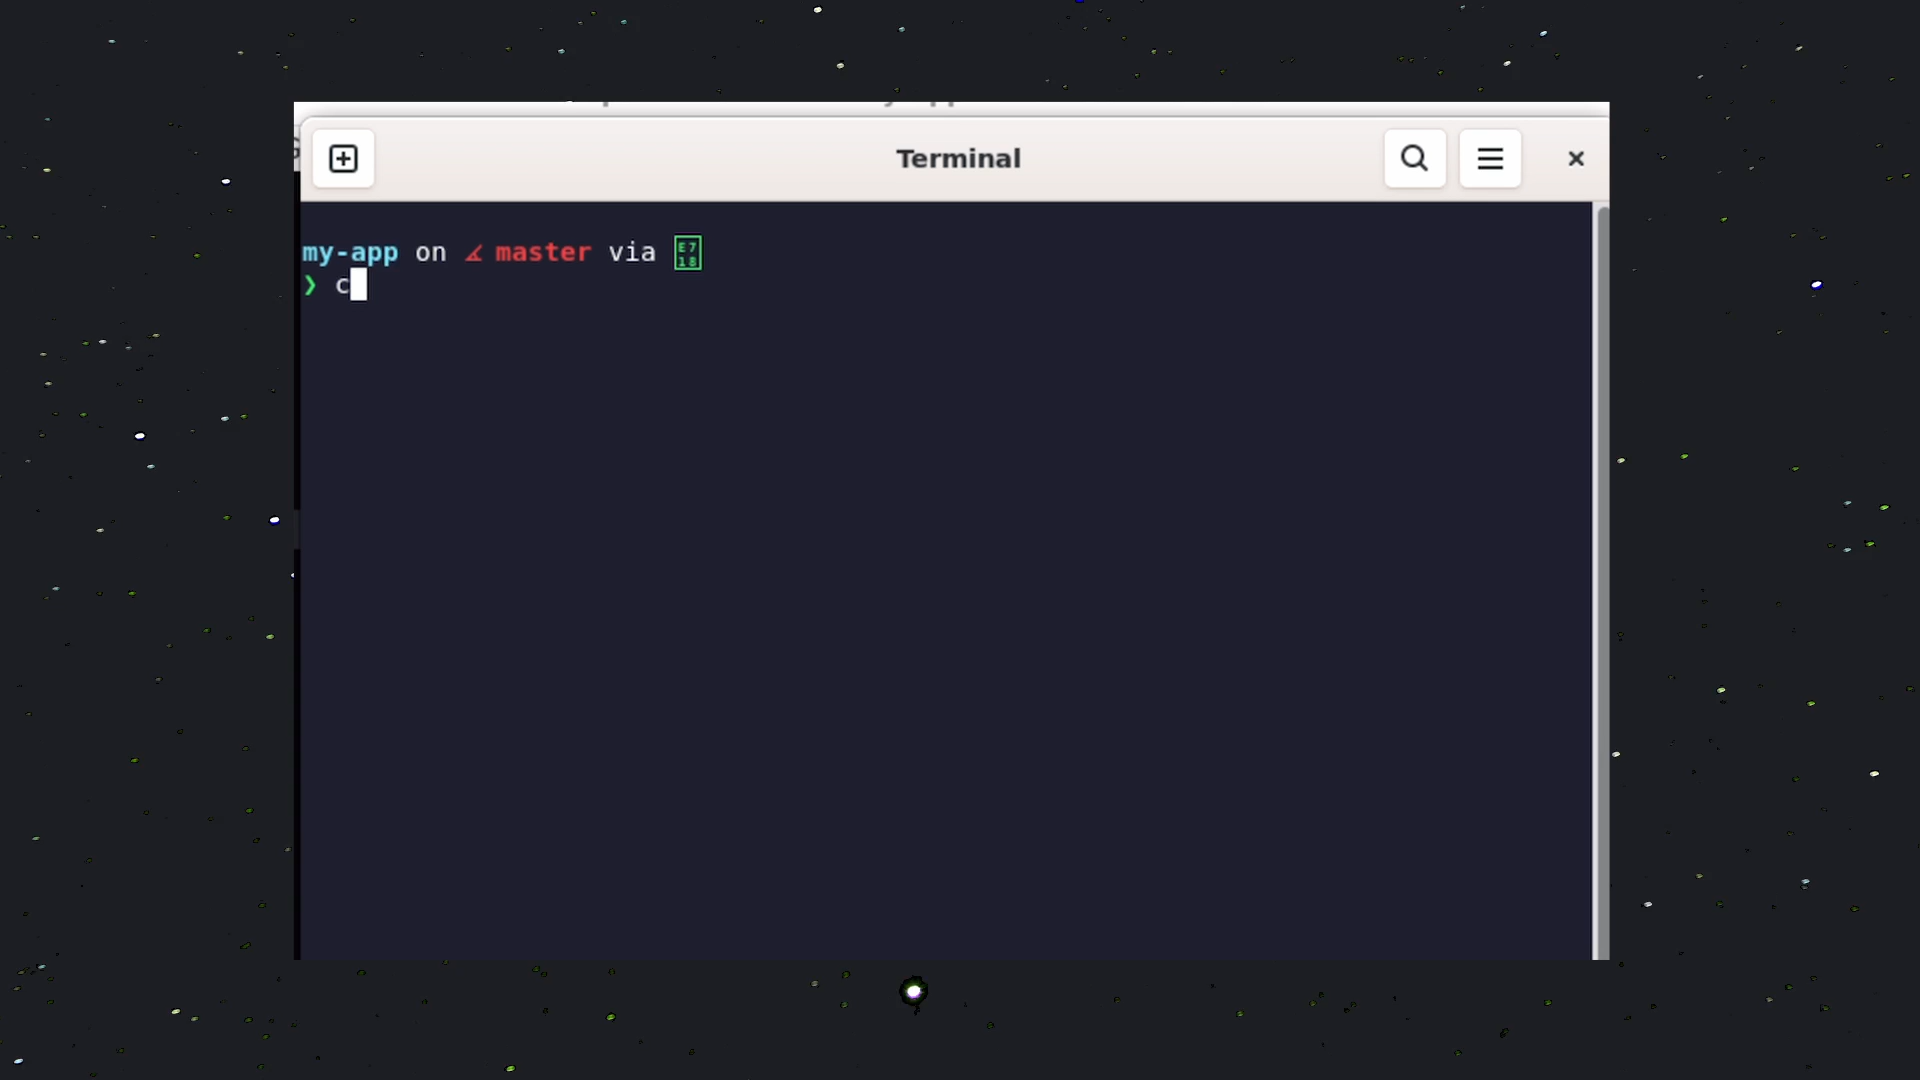 Terminal
my-app on master via
❯ c